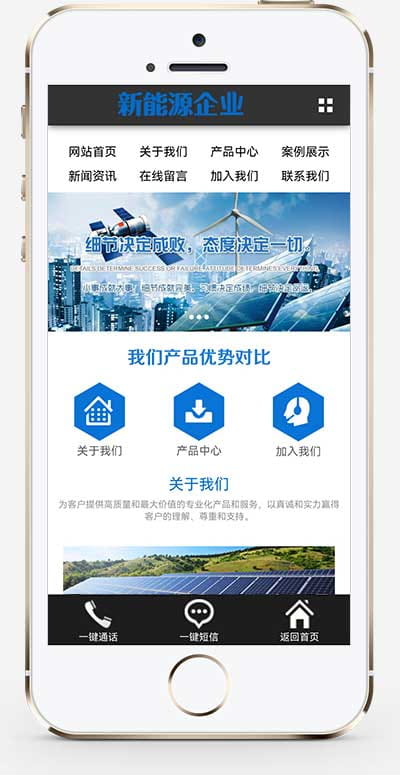 新能源企业
网站首页 关于我们 产品中心 案例展示
新闻资讯 在线留言 加入我们 联系我们
细节决定成败，态度决定一切。
DETAILS DETERMINE SUCCESS OR FAILURE, ATTITUDE DETERMINES EVERYTHING.
小事成就大事，细节成就完美。习惯决定成绩，细节决定命运。
我们产品优势对比
关于我们 产品中心 加入我们
关于我们
为客户提供高质量和最大价值的专业化产品和服务，以真诚和实力赢得
客户的理解、尊重和支持。
一键通话 一键短信 返回首页